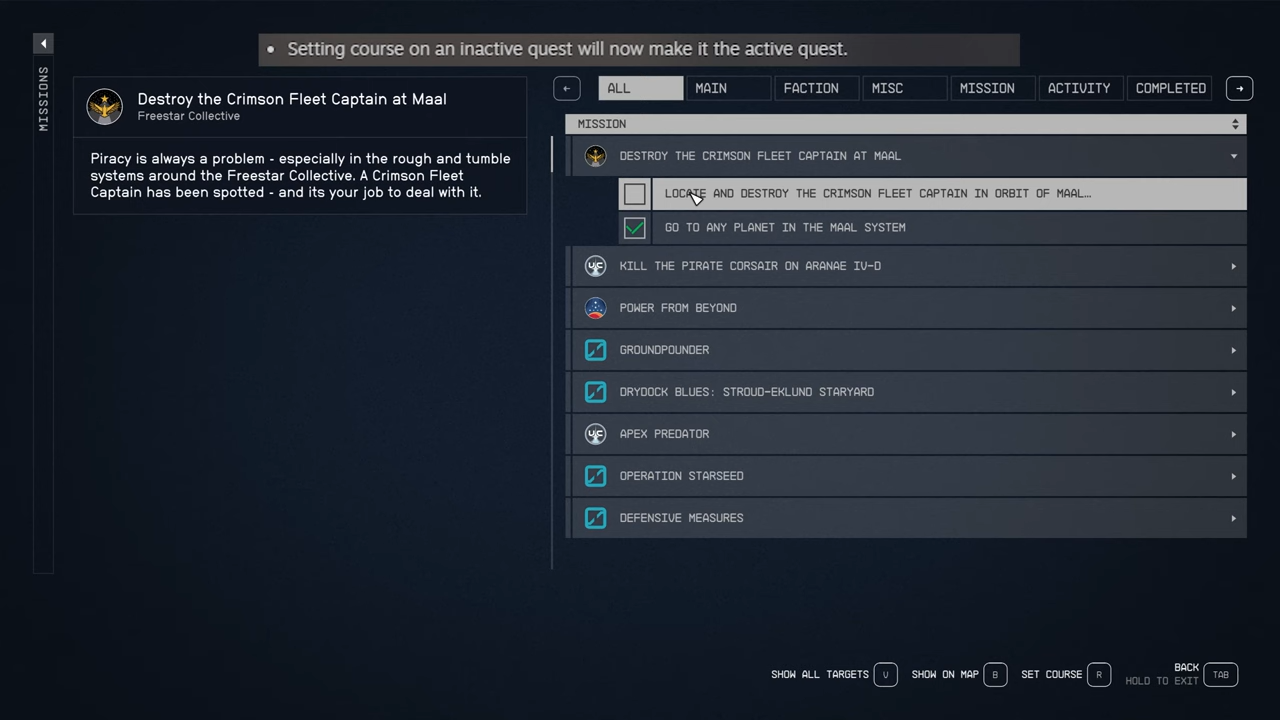 • Setting course on an inactive quest will now make it the active quest.
MISSIONS
Destroy the Crimson Fleet Captain at Maal
Freestar Collective
Piracy is always a problem - especially in the rough and tumble
systems around the Freestar Collective. A Crimson Fleet
Captain has been spotted - and its your job to deal with it.
ALL MAIN FACTION MISC MISSION ACTIVITY COMPLETED
MISSION
DESTROY THE CRIMSON FLEET CAPTAIN AT MAAL
LOCATE AND DESTROY THE CRIMSON FLEET CAPTAIN IN ORBIT OF MAAL…
GO TO ANY PLANET IN THE MAAL SYSTEM
UC KILL THE PIRATE CORSAIR ON ARANAE IV-D
POWER FROM BEYOND
GROUNDPOUNDER
DRYDOCK BLUES: STROUD-EKLUND STARYARD
UC APEX PREDATOR
OPERATION STARSEED
DEFENSIVE MEASURES
SHOW ALL TARGETS V SHOW ON MAP B SET COURSE R BACK TAB
HOLD TO EXIT